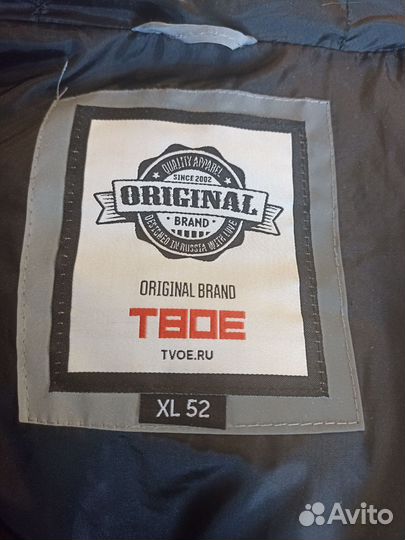 QUALITY APPAREL
SINCE 2002
ORIGINAL
BRAND
DESIGNED IN RUSSIA WITH LOVE
ORIGINAL BRAND
ТВОЕ
TVOE.RU
XL 52
Avito